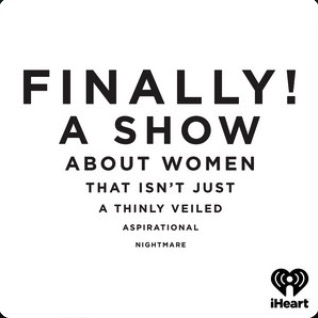 FINALLY!
A SHOW
ABOUT WOMEN
THAT ISN'T JUST
A THINLY VEILED
ASPIRATIONAL
NIGHTMARE
iHeart